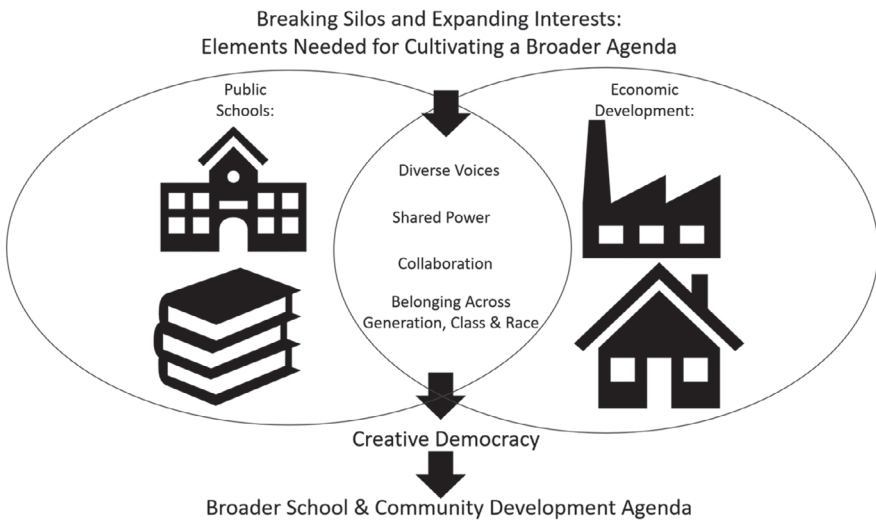 Breaking Silos and Expanding Interests:
Elements Needed for Cultivating a Broader Agenda
Public
Schools:
Economic
Development:
Diverse Voices
Shared Power
Collaboration
Belonging Across
Generation, Class & Race
Creative Democracy
Broader School & Community Development Agenda